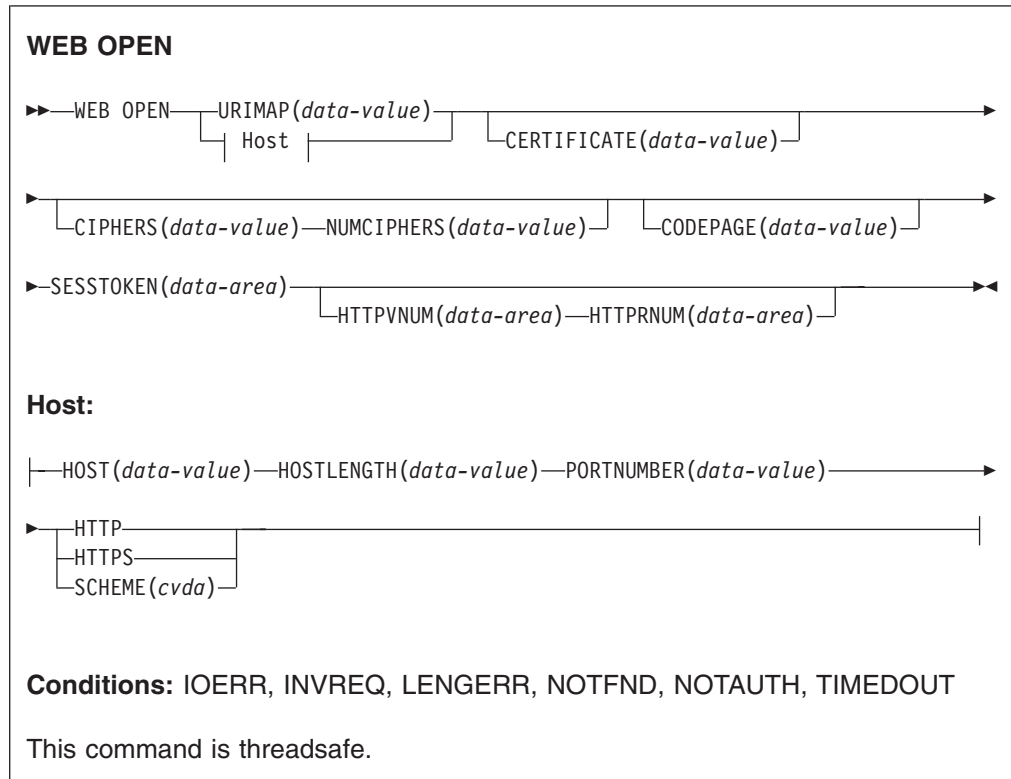 WEB OPEN
WEB OPEN URIMAP(data-value)
Host CERTIFICATE(data-value)
CIPHERS(data-value) NUMCIPHERS(data-value) CODEPAGE(data-value)
SESSTOKEN(data-area)
HTTPVNUM(data-area) HTTPRNUM(data-area)
Host:
HOST(data-value) HOSTLENGTH(data-value) PORTNUMBER(data-value)
HTTP
HTTPS
SCHEME(cvda)
Conditions: IOERR, INVREQ, LENGERR, NOTFND, NOTAUTH, TIMEDOUT
This command is threadsafe.